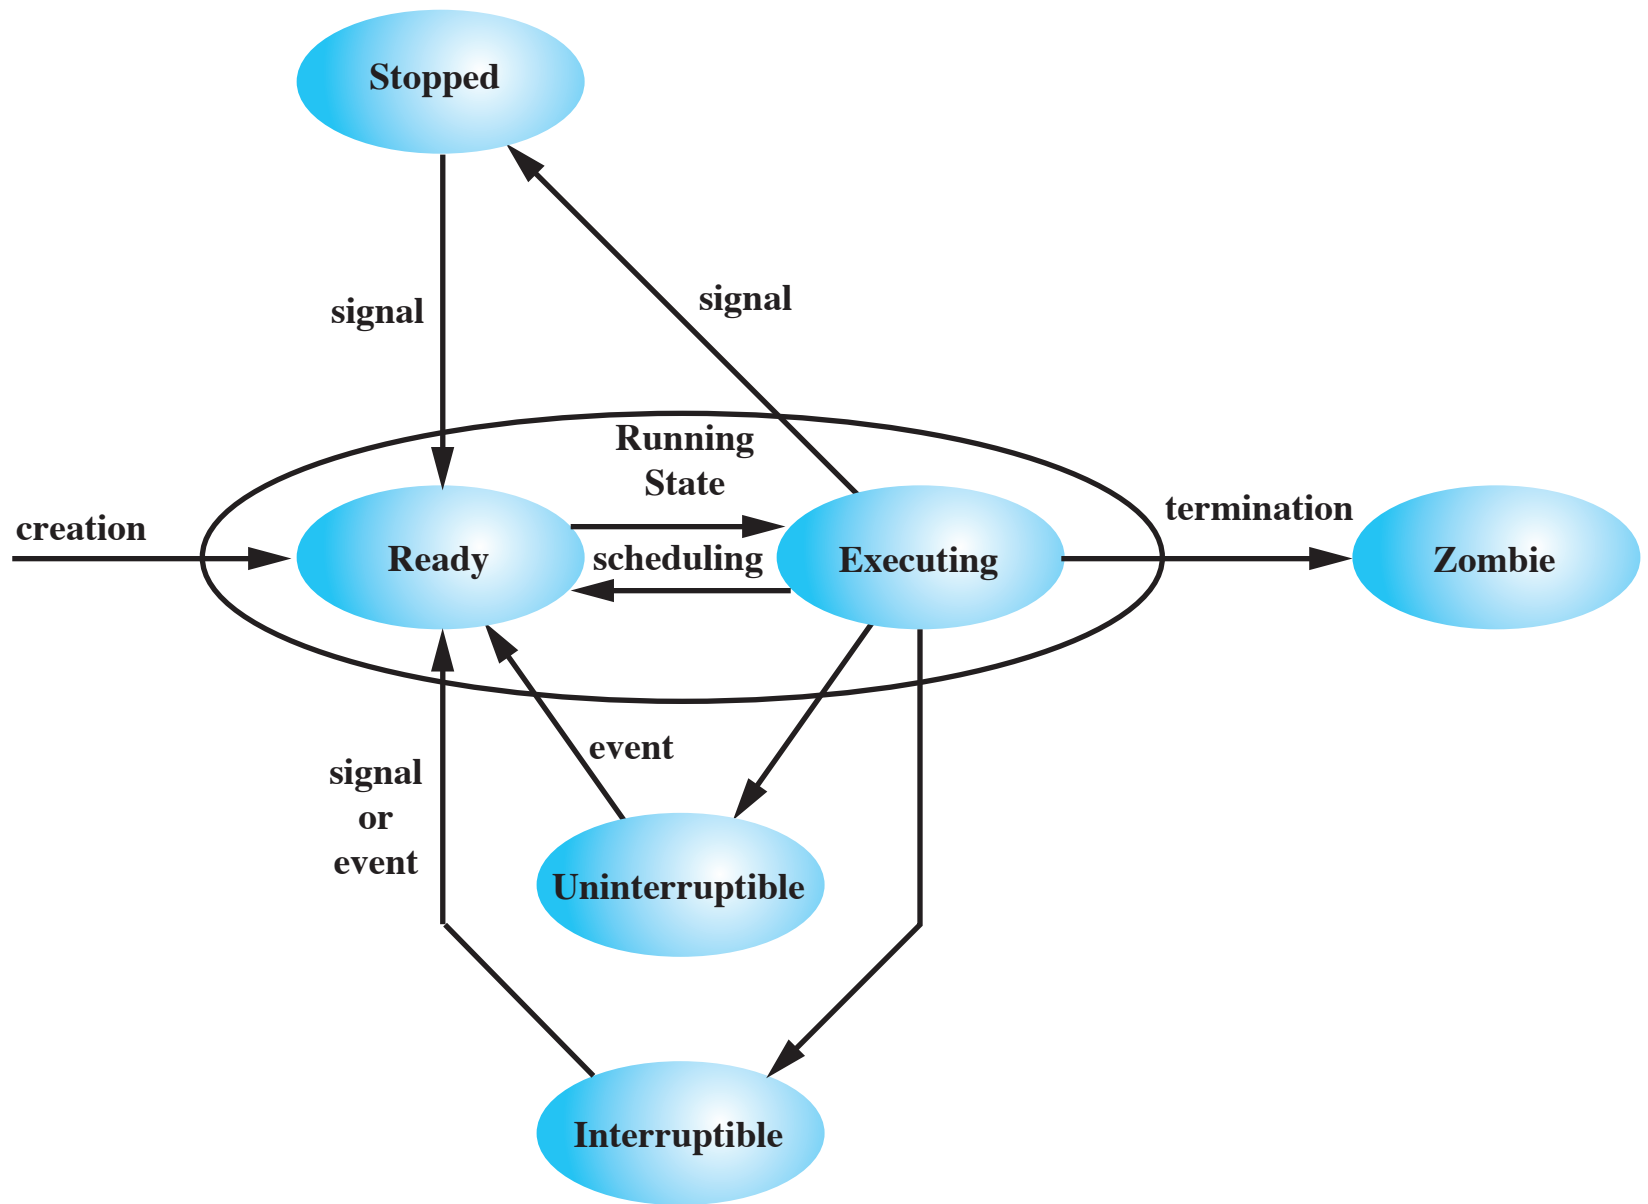 Stopped
signal
signal
Running
State
creation
termination
Ready
scheduling
Executing
Zombie
event
signal
or
event
Uninterruptible
Interruptible